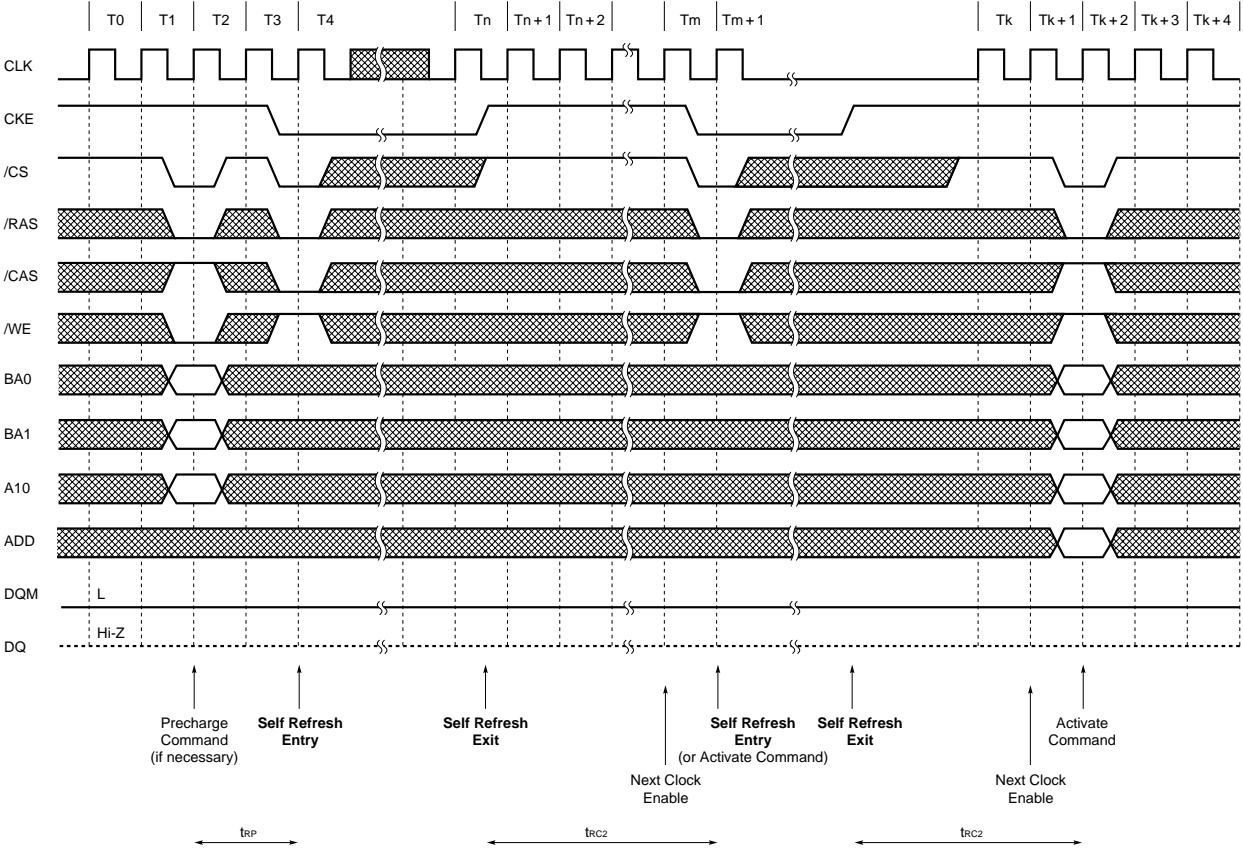 T0 T1 T2 T3 T4 Tn Tn + 1 Tn + 2 Tm Tm + 1 Tk Tk + 1 Tk + 2 Tk + 3 Tk + 4
CLK
CKE
/CS
/RAS
/CAS
/WE
BA0
BA1
A10
ADD
DQM L
Hi-Z
DQ
Precharge
Command
(if necessary)
Self Refresh
Entry
Self Refresh
Exit
Next Clock
Enable
Self Refresh
Entry
(or Activate Command)
Self Refresh
Exit
Next Clock
Enable
Activate
Command
tRP tRC2 tRC2